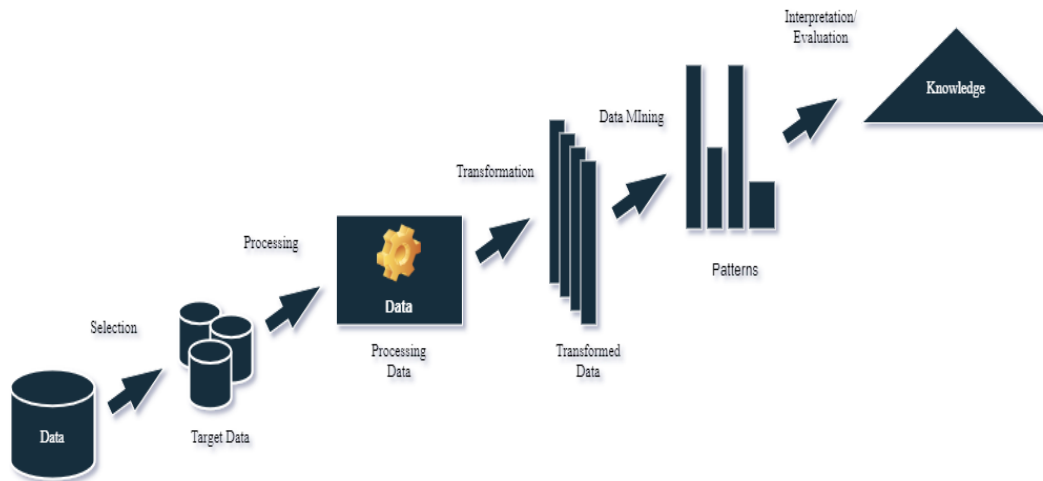 Interpretation/
Evaluation
Knowledge
Data MIning
Transformation
Processing
Patterns
Data
Selection
Processing
Data
Transformed
Data
Data
Target Data